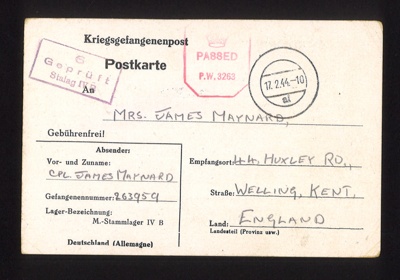 Kriegsgefangenenpost
Postkarte
6
Geprüft
Stalag
PASSED
P.W. 3263
17.2.44.-10
al
An
MRS. JAMES MAYNARD,
Gebührenfrei!
Absender:
Vor- und Zuname:
CPL. JAMES MAYNARD
Gefangenennummer: 263959
Lager-Bezeichnung:
M.-Stammlager IV B
Deutschland (Allemagne)
Empfangsort: 44. HUXLEY RD.,
Straße: WELLING, KENT.
Land: ENGLAND
Landesteil (Provinz usw.)